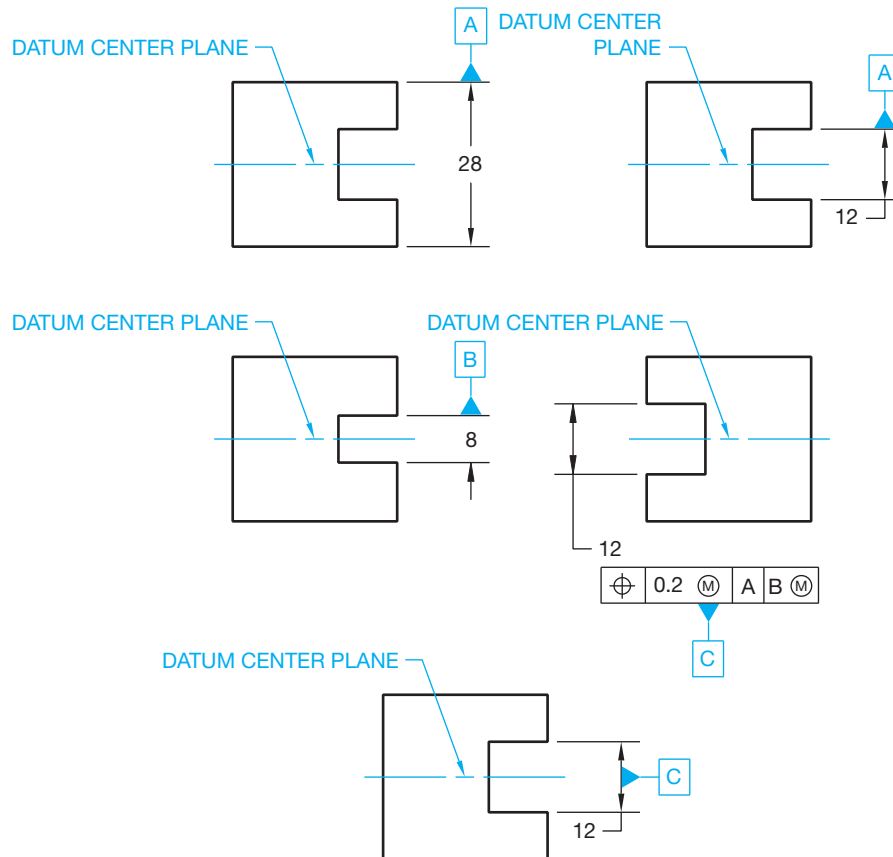 DATUM CENTER PLANE
A
28
DATUM CENTER
PLANE
A
12
DATUM CENTER PLANE
B
8
DATUM CENTER PLANE
12
⌖ 0.2 Ⓜ A B Ⓜ
C
DATUM CENTER PLANE
C
12